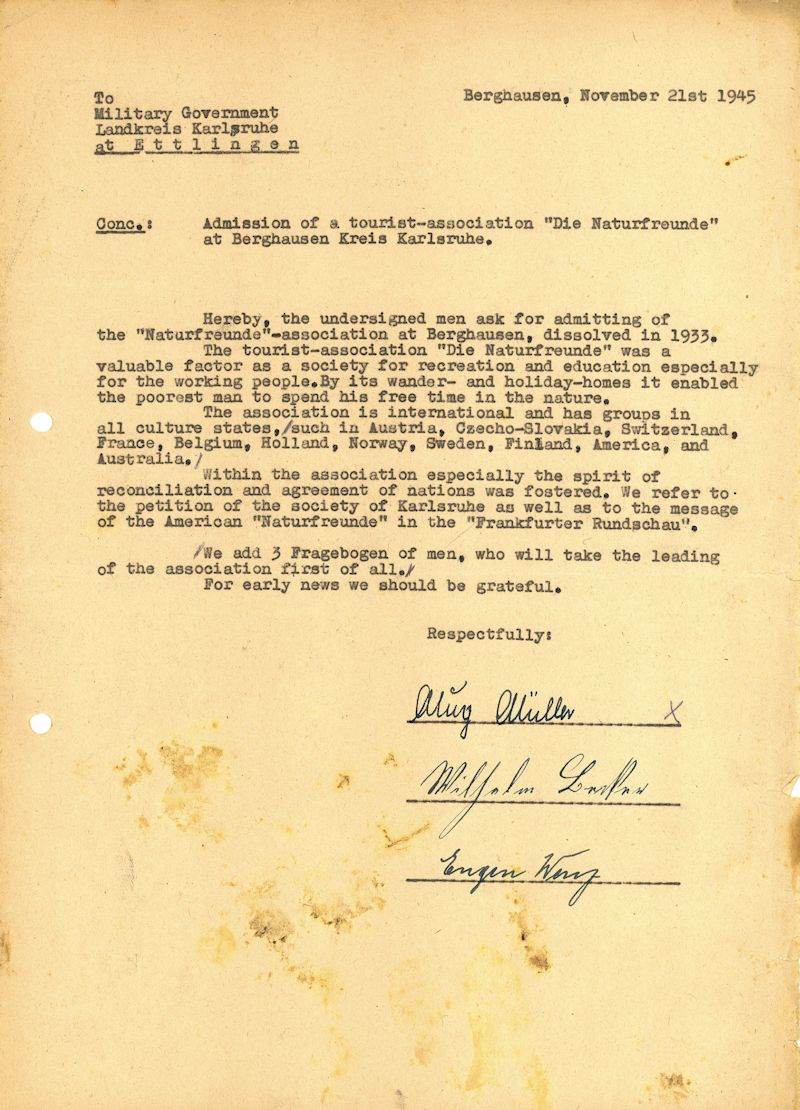 Berghausen, November 21st 1945
To
Military Government
Landkreis Karlsruhe
at E t t l i n g e n
Conc.: Admission of a tourist-association "Die Naturfreunde"
at Berghausen Kreis Karlsruhe.
Hereby, the undersigned men ask for admitting of
the "Naturfreunde"-association at Berghausen, dissolved in 1933.
The tourist-association "Die Naturfreunde" was a
valuable factor as a society for recreation and education especially
for the working people.By its wander- and holiday-homes it enabled
the poorest man to spend his free time in the nature.
The association is international and has groups in
all culture states,/such in Austria, Czecho-Slovakia, Switzerland,
France, Belgium, Holland, Norway, Sweden, Finland, America, and
Australia./
Within the association especially the spirit of
reconciliation and agreement of nations was fostered. We refer to
the petition of the society of Karlsruhe as well as to the message
of the American "Naturfreunde" in the "Frankfurter Rundschau".
/We add 3 Fragebogen of men, who will take the leading
of the association first of all./
For early news we should be grateful.
Respectfully:
Müller X
Wilhelm Becker
Eugen